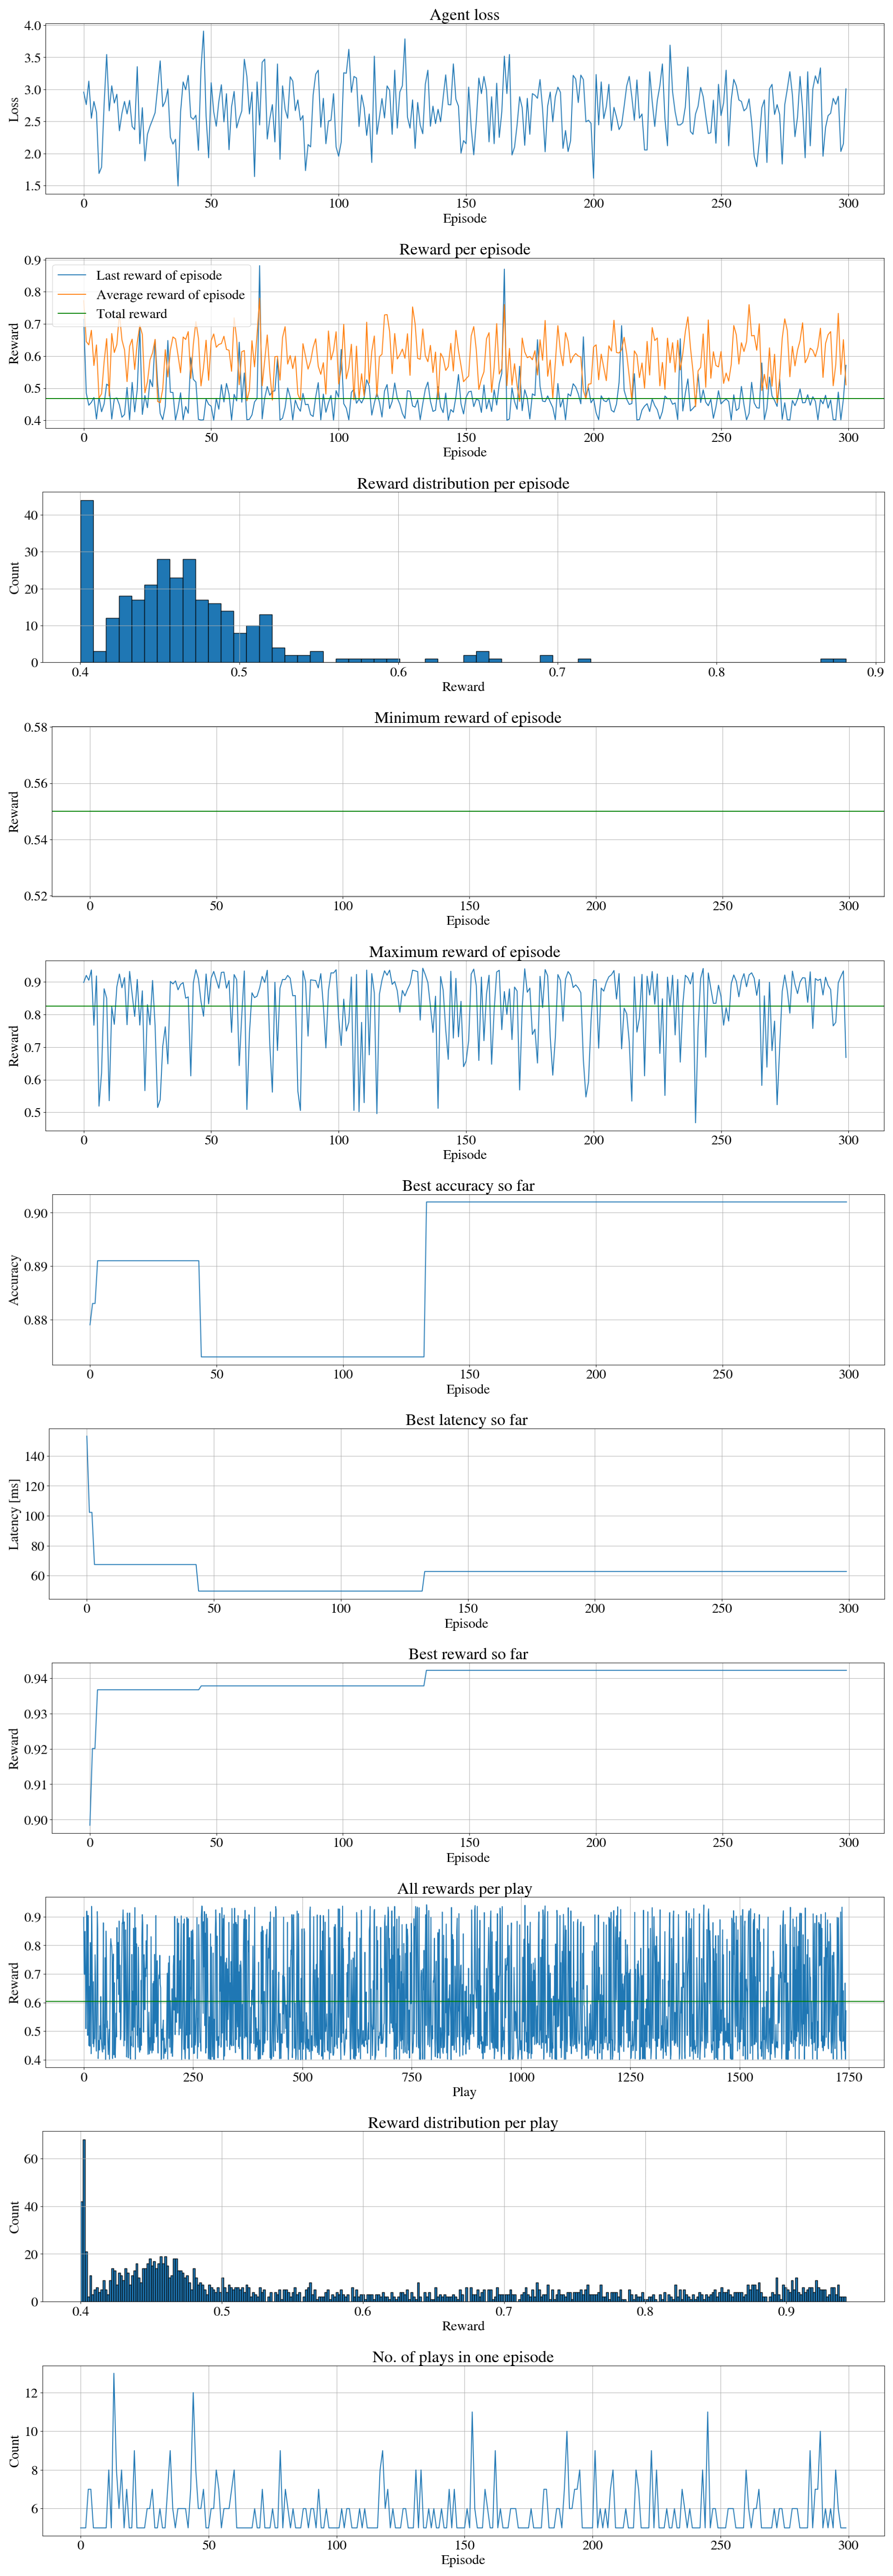 Agent loss
4.0
3.5
3.0
2.5
2.0
1.5
Loss
0 50 100 150 200 250 300
Episode
Reward per episode
0.9
0.8
0.7
0.6
0.5
0.4
Reward
Last reward of episode
Average reward of episode
Total reward
0 50 100 150 200 250 300
Episode
Reward distribution per episode
40
30
20
10
0
Count
0.4 0.5 0.6 0.7 0.8 0.9
Reward
Minimum reward of episode
0.58
0.56
0.54
0.52
Reward
0 50 100 150 200 250 300
Episode
Maximum reward of episode
0.9
0.8
0.7
0.6
0.5
Reward
0 50 100 150 200 250 300
Episode
Best accuracy so far
0.90
0.89
0.88
Accuracy
0 50 100 150 200 250 300
Episode
Best latency so far
140
120
100
80
60
Latency [ms]
0 50 100 150 200 250 300
Episode
Best reward so far
0.94
0.93
0.92
0.91
0.90
Reward
0 50 100 150 200 250 300
Episode
All rewards per play
0.9
0.8
0.7
0.6
0.5
0.4
Reward
0 250 500 750 1000 1250 1500 1750
Play
Reward distribution per play
60
40
20
0
Count
0.4 0.5 0.6 0.7 0.8 0.9
Reward
No. of plays in one episode
12
10
8
6
Count
0 50 100 150 200 250 300
Episode